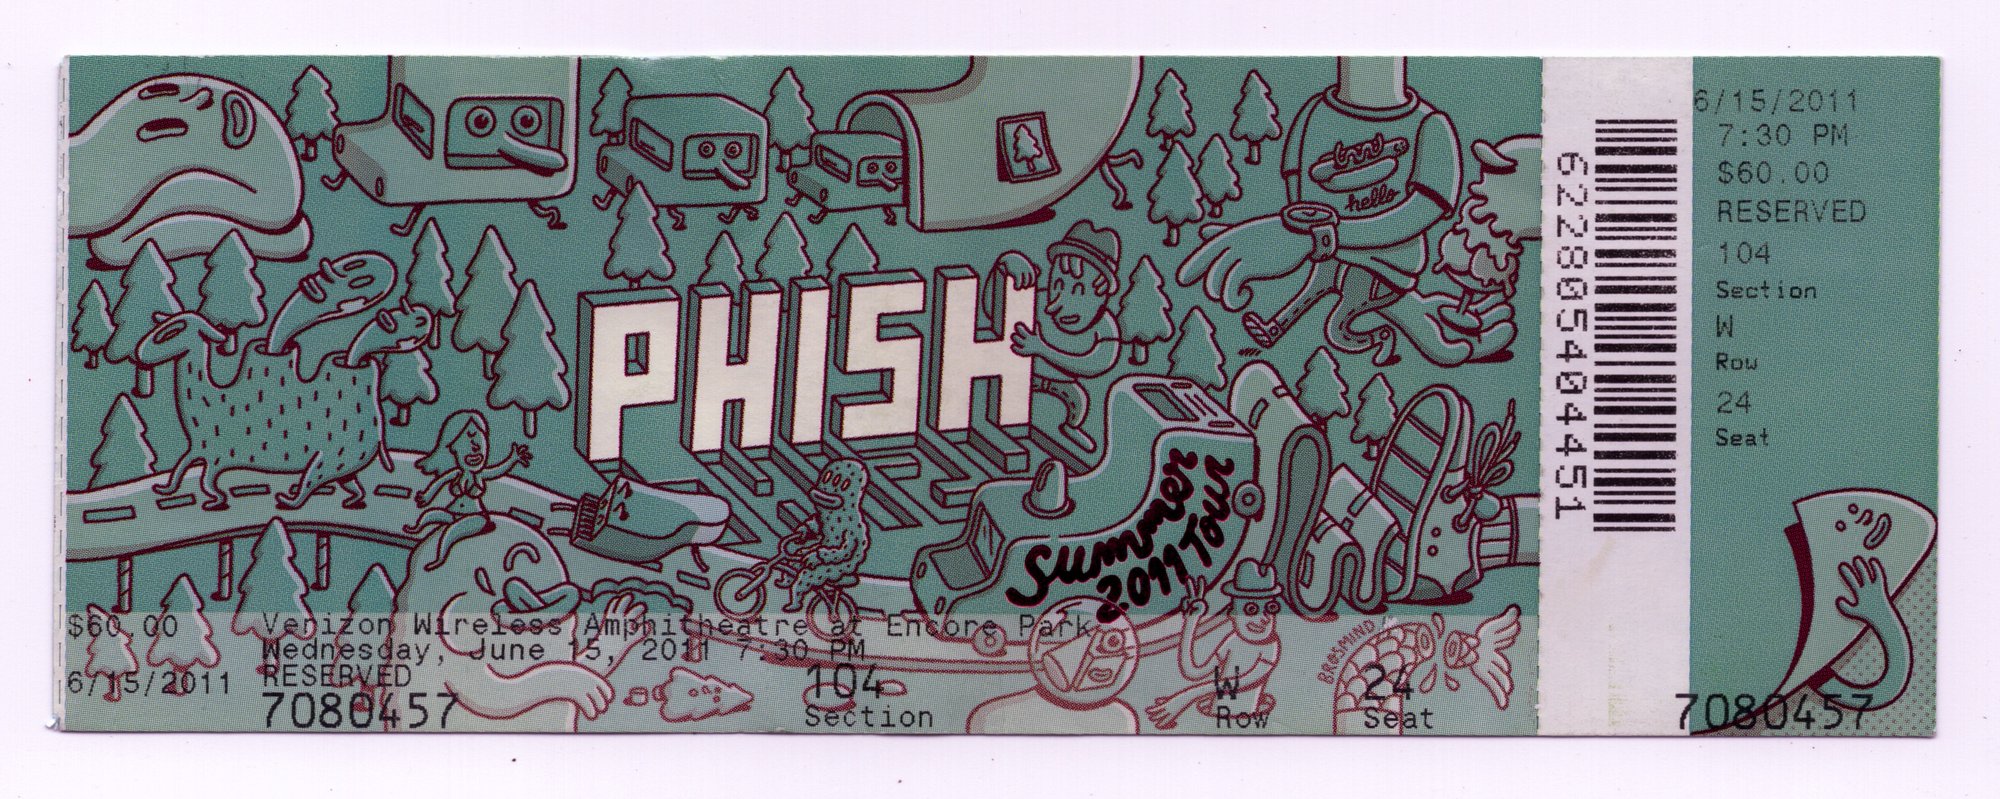 PHISH
trnd
hello
Summer
2011 Tour
BROSMIND
$60.00
Verizon Wireless Amphitheatre at Encore Park
Wednesday, June 15, 2011 7:30 PM
6/15/2011
RESERVED
7080457
104
Section
W
Row
24
Seat
6228054044451
6/15/2011
7:30 PM
$60.00
RESERVED
104
Section
W
Row
24
Seat
7080457